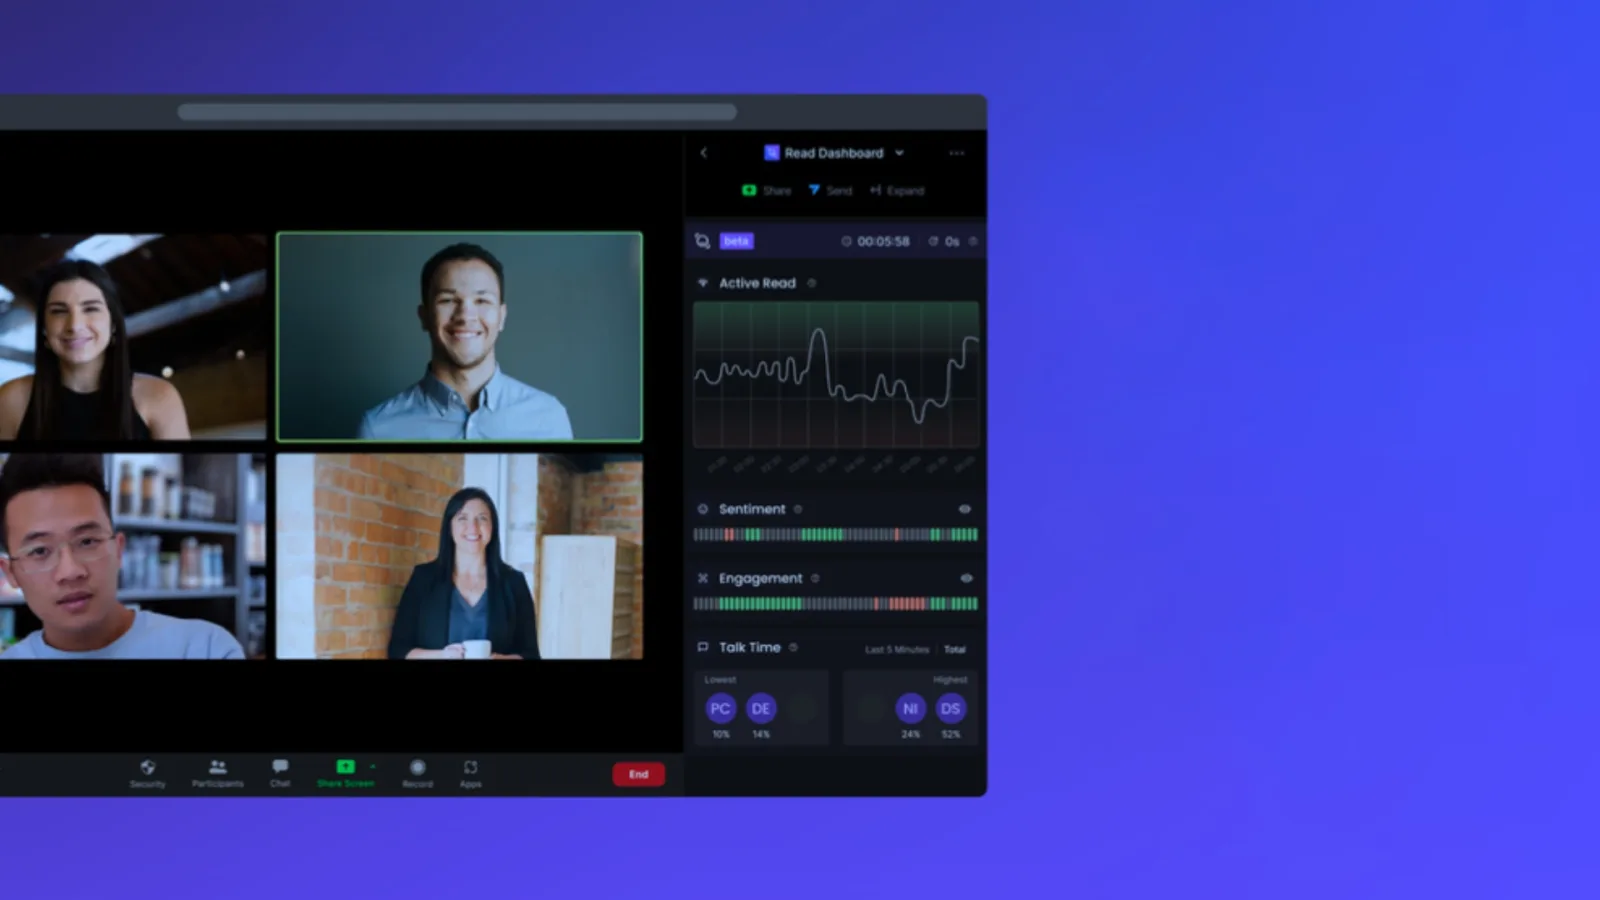 Read Dashboard
Share Send Expand
beta 00:05:58 0s
Active Read
Sentiment
Engagement
Talk Time Last 5 Minutes Total
Lowest Highest
PC DE NI DS
10% 14% 24% 52%
Security Participants Chat Share Screen Record Apps End